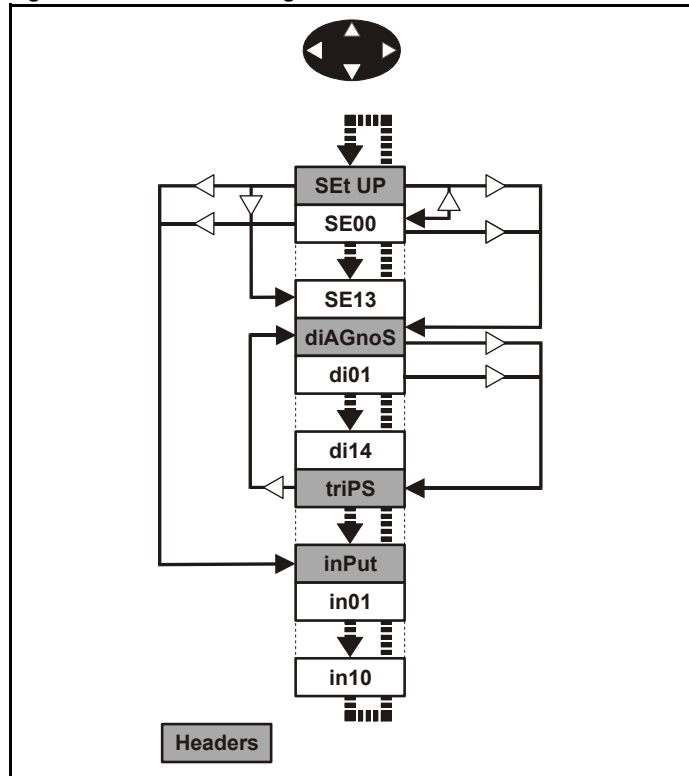 SEt UP
SE00
SE13
diAGnoS
di01
di14
triPS
inPut
in01
in10
Headers